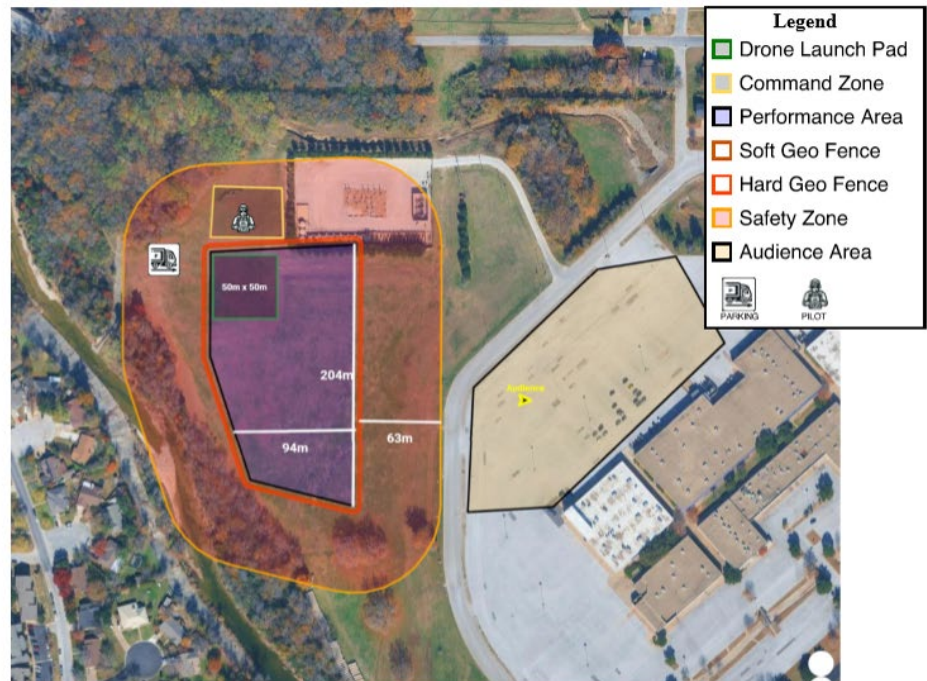 Legend
Drone Launch Pad
Command Zone
Performance Area
Soft Geo Fence
Hard Geo Fence
Safety Zone
Audience Area
PARKING
PILOT
50m x 50m
204m
94m
63m
Audience